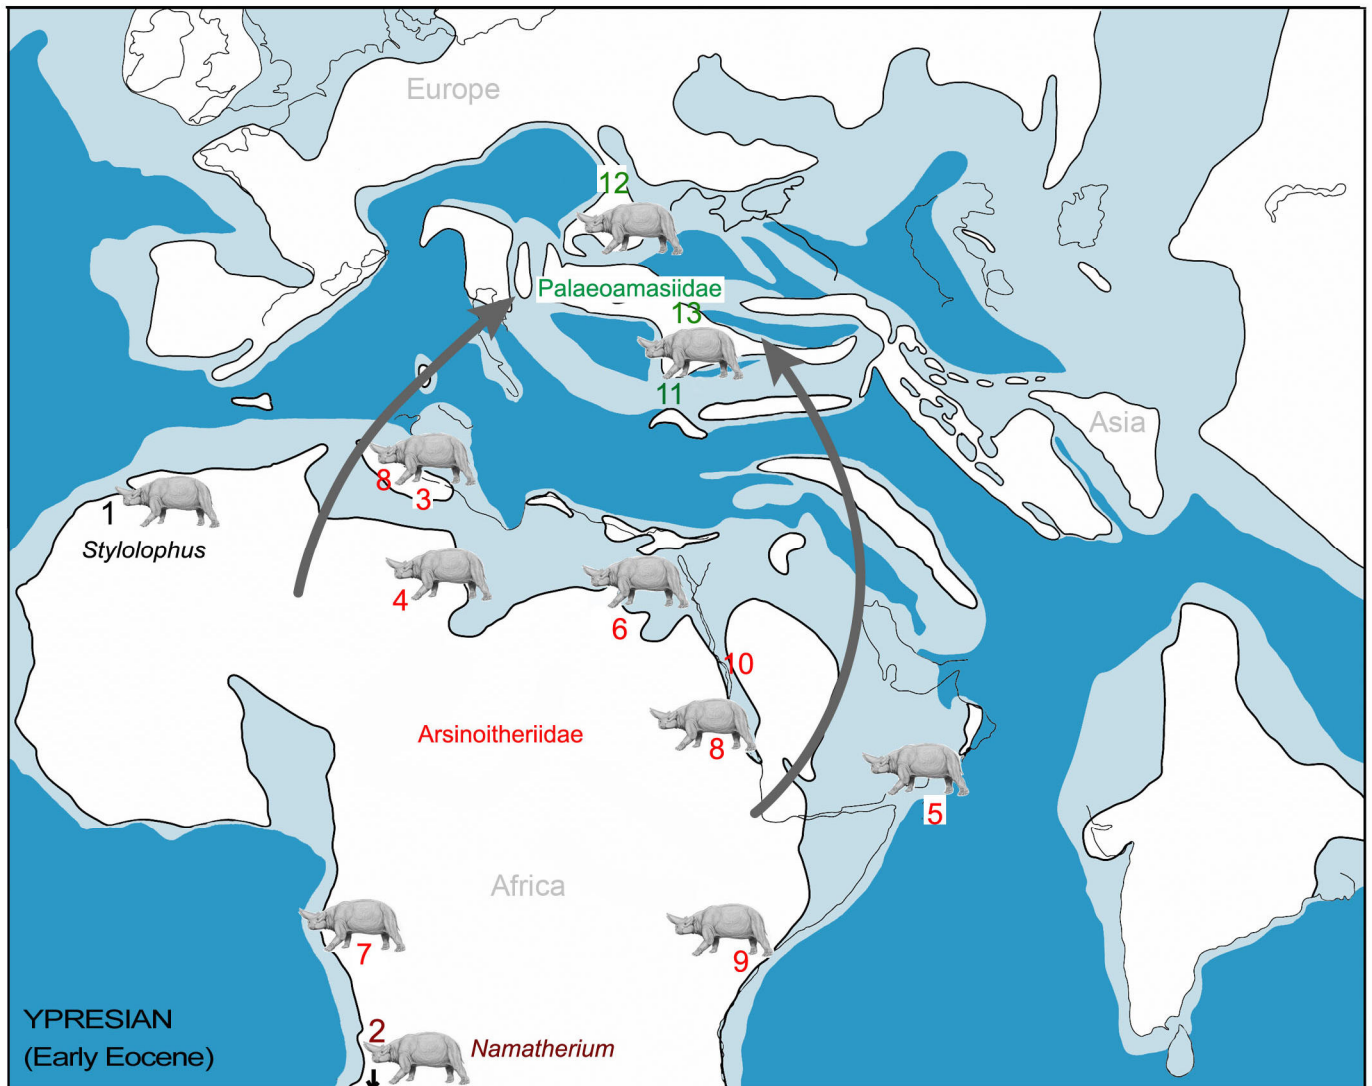 Europe
12
Palaeoamasiidae
13
11
Asia
8
3
1
Stylolophus
4
6
10
Arsinoitheriidae
8
5
Africa
7
9
YPRESIAN
(Early Eocene)
2
Namatherium